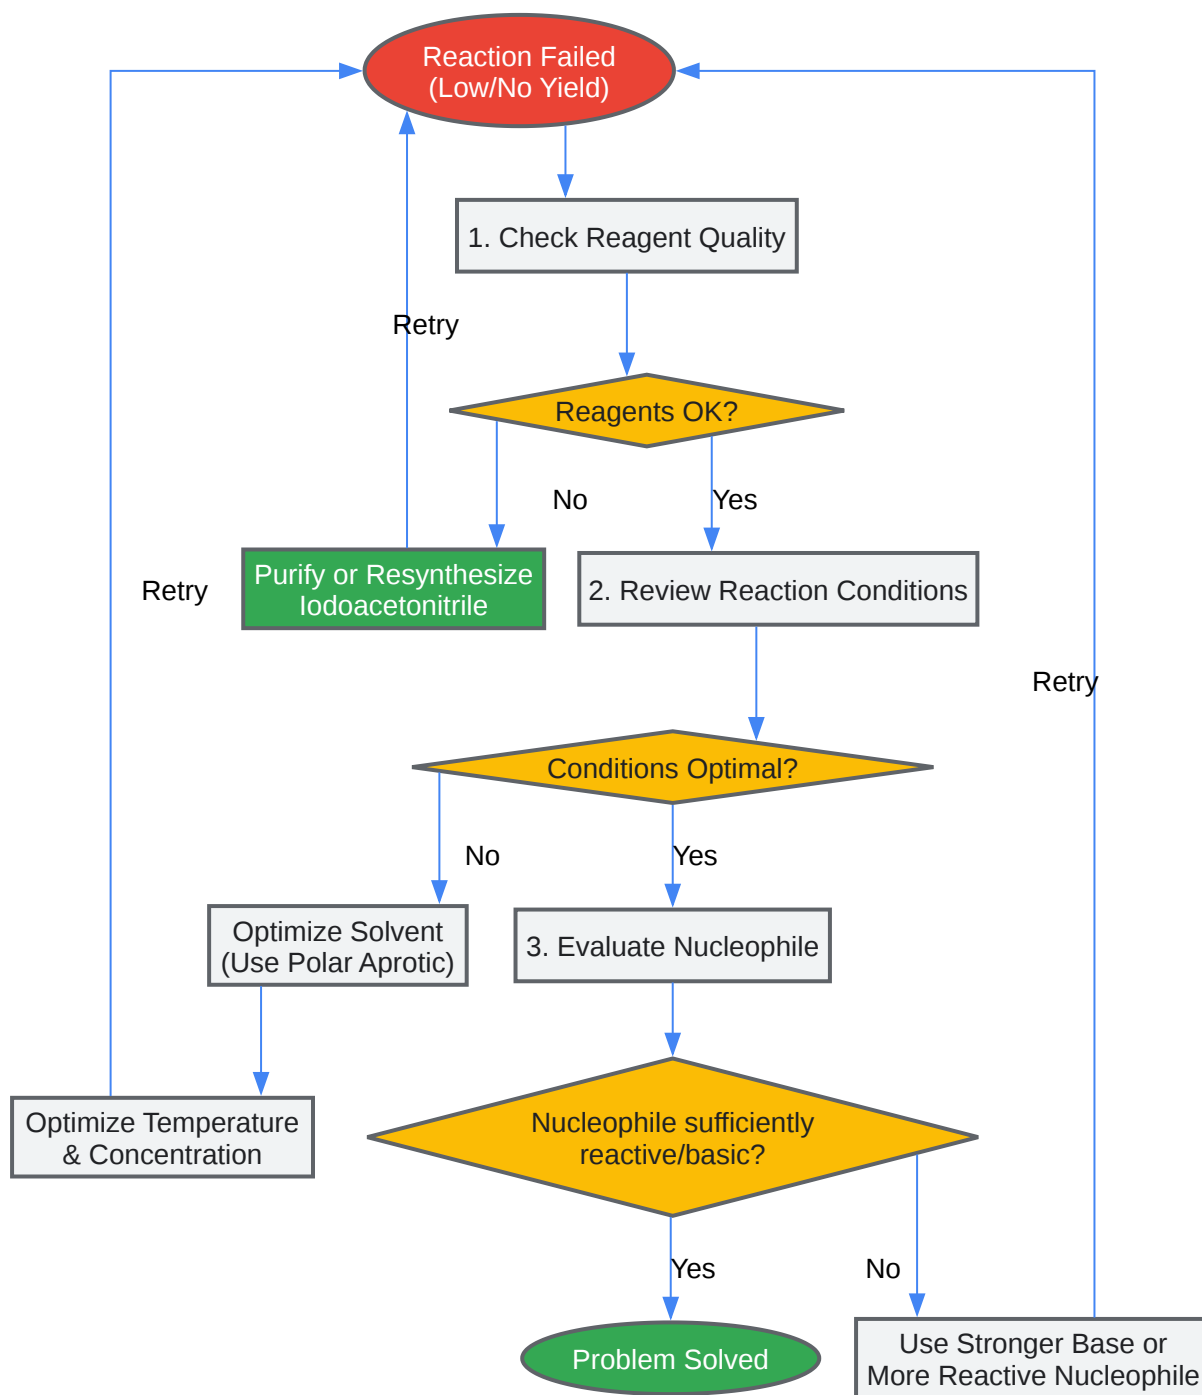 Reaction Failed
(Low/No Yield)
1. Check Reagent Quality
Retry
Reagents OK?
No
Yes
Purify or Resynthesize
Iodoacetonitrile
2. Review Reaction Conditions
Retry
Retry
Conditions Optimal?
No
Yes
Optimize Solvent
(Use Polar Aprotic)
3. Evaluate Nucleophile
Optimize Temperature
& Concentration
Nucleophile sufficiently
reactive/basic?
Yes
No
Problem Solved
Use Stronger Base or
More Reactive Nucleophile